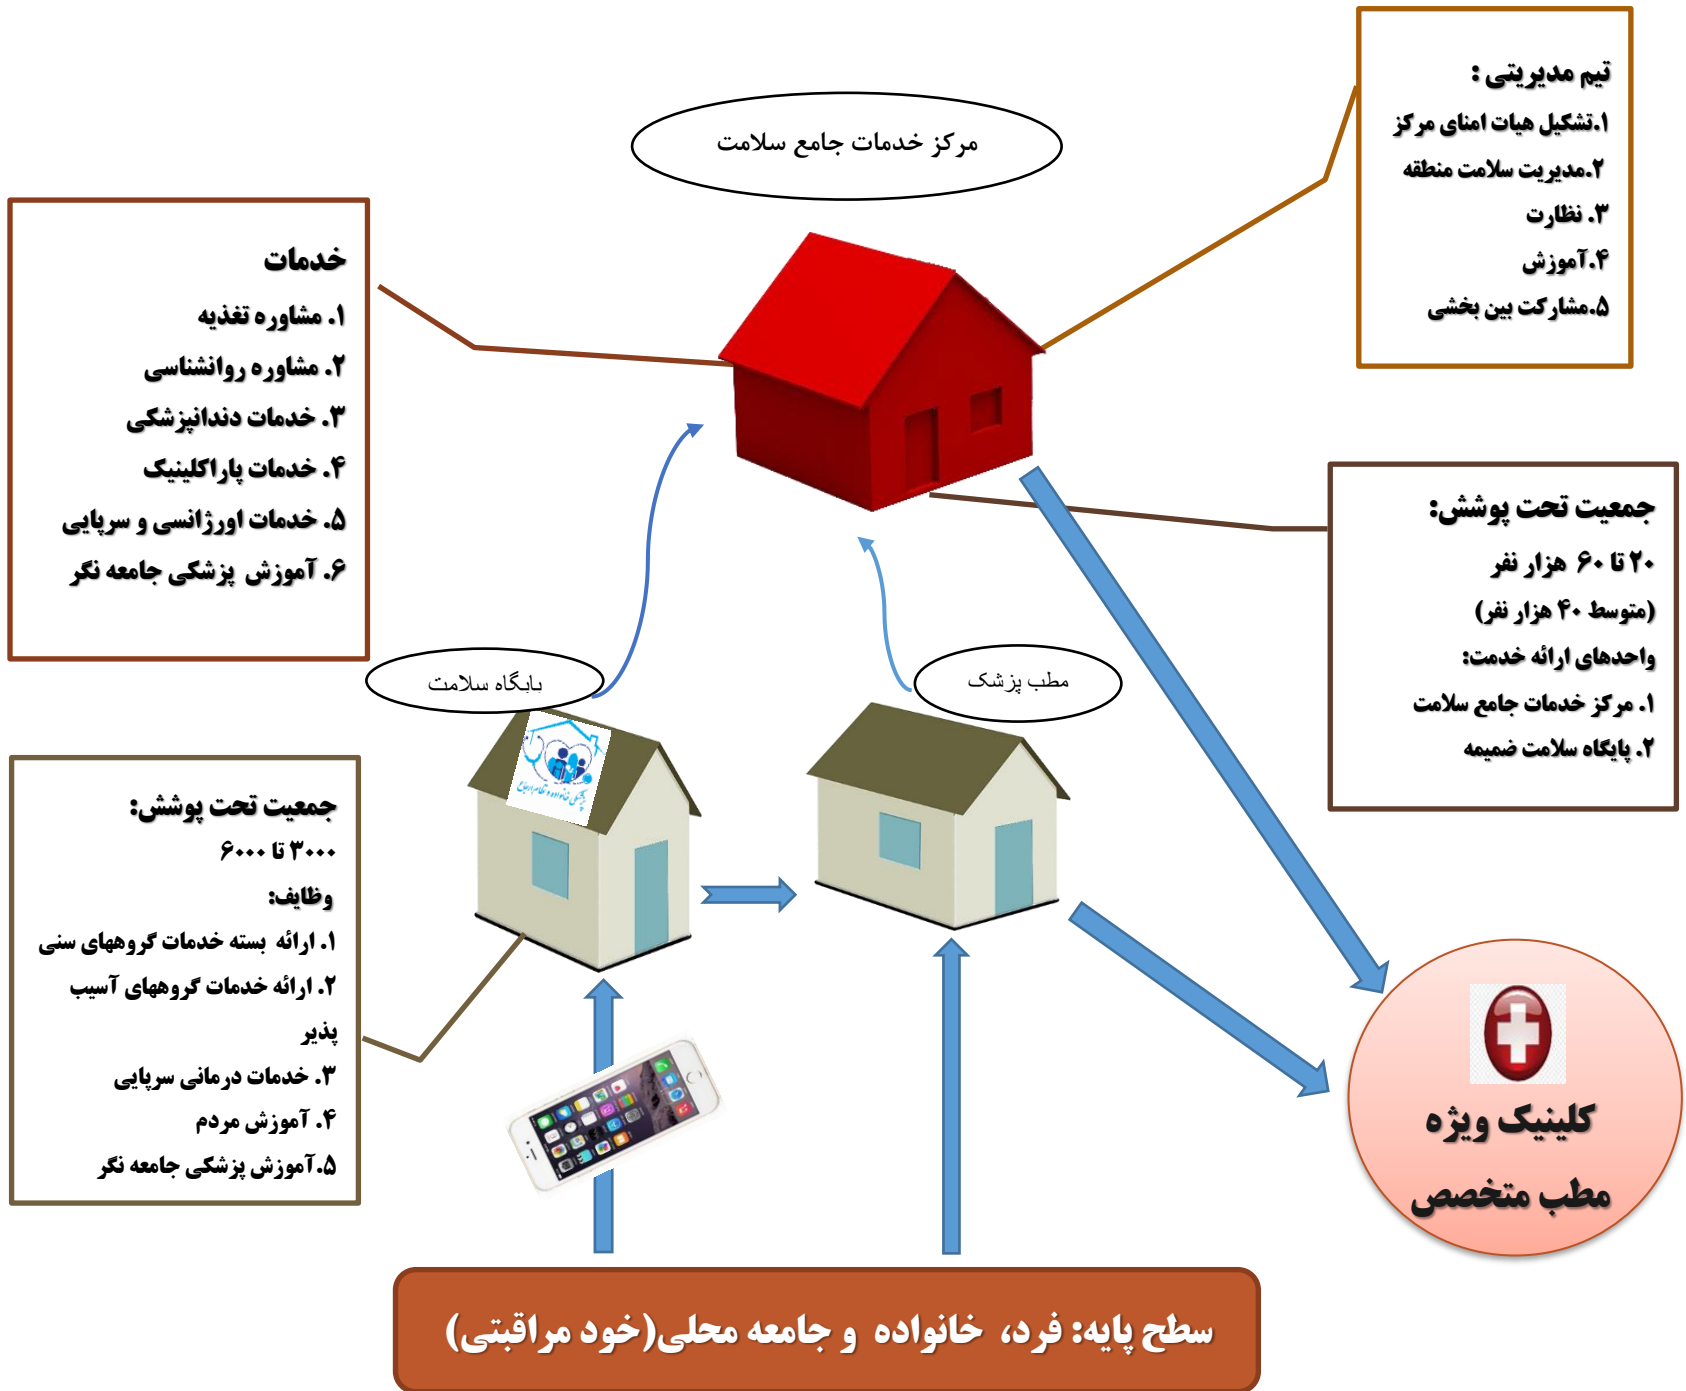 تیم مدیریتی :
۱.تشکیل هیات امنای مرکز
۲.مدیریت سلامت منطقه
۳. نظارت
۴.آموزش
۵.مشارکت بین بخشی
مرکز خدمات جامع سلامت
خدمات
۱. مشاوره تغذیه
۲. مشاوره روانشناسی
۳. خدمات دندانپزشکی
۴. خدمات پاراکلینیک
۵. خدمات اورژانسی و سرپایی
۶. آموزش پزشکی جامعه نگر
جمعیت تحت پوشش:
۲۰ تا ۶۰ هزار نفر
(متوسط ۴۰ هزار نفر)
واحدهای ارائه خدمت:
۱. مرکز خدمات جامع سلامت
۲. پایگاه سلامت ضمیمه
مطب پزشک
پایگاه سلامت
پزشکی خانواده و نظام ارجاع
جمعیت تحت پوشش:
۳۰۰۰ تا ۶۰۰۰
وظایف:
۱. ارائه بسته خدمات گروههای سنی
۲. ارائه خدمات گروههای آسیب
پذیر
۳. خدمات درمانی سرپایی
۴. آموزش مردم
۵.آموزش پزشکی جامعه نگر
کلینیک ویژه
مطب متخصص
سطح پایه: فرد، خانواده و جامعه محلی(خود مراقبتی)